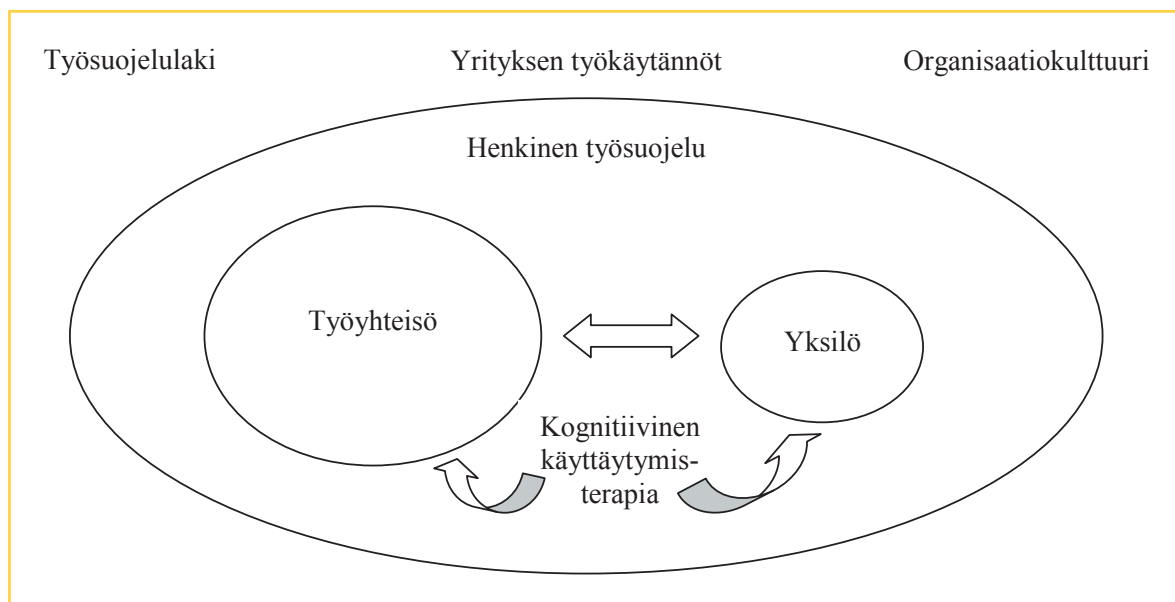 Työsuojelulaki
Yrityksen työkäytännöt
Organisaatiokulttuuri
Henkinen työsuojelu
Työyhteisö
Yksilö
Kognitiivinen
käyttäytymis-
terapia